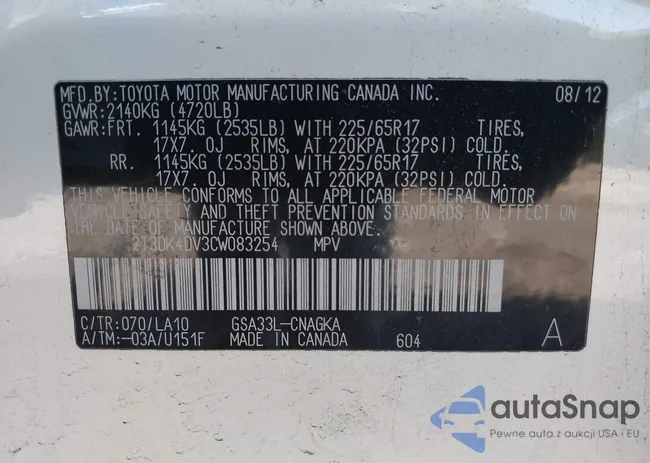 MFD.BY:TOYOTA MOTOR MANUFACTURING CANADA INC. 08/12
GVWR:2140KG (4720LB)
GAWR:FRT. 1145KG (2535LB) WITH 225/65R17 TIRES,
17X7. 0J RIMS, AT 220KPA (32PSI) COLD.
RR. 1145KG (2535LB) WITH 225/65R17 TIRES,
17X7. 0J RIMS, AT 220KPA (32PSI) COLD.
THIS VEHICLE CONFORMS TO ALL APPLICABLE FEDERAL MOTOR
VEHICLE SAFETY AND THEFT PREVENTION STANDARDS IN EFFECT ON
THE DATE OF MANUFACTURE SHOWN ABOVE.
2T3DK4DV3CW083254 MPV
C/TR:070/LA10 GSA33L-CNAGKA
A/TM:-03A/U151F MADE IN CANADA 604 A
autoSnap
Pewne auta z aukcji USA i EU